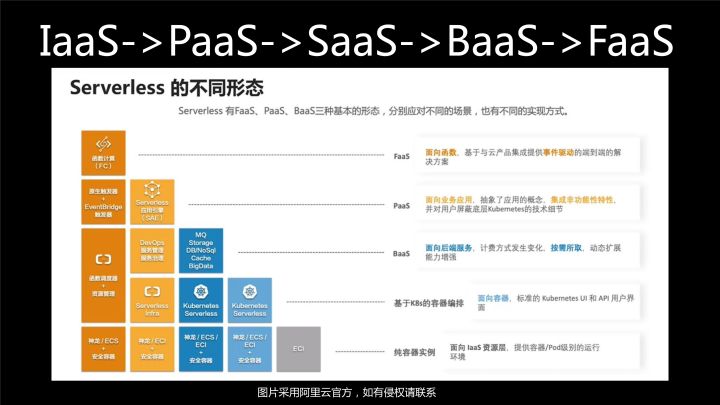 IaaS->PaaS->SaaS->BaaS->FaaS
Serverless 的不同形态
Serverless 有FaaS、PaaS、BaaS三种基本的形态，分别应对不同的场景，也有不同的实现方式。
函数计算
（FC）
FaaS
面向函数，基于与云产品集成提供事件驱动的端到端的解
决方案
原生触发器
+
EventBridge
触发器
Serverless
应用引擎
（SAE）
PaaS
面向业务应用，抽象了应用的概念，集成非功能性特性，
并对用户屏蔽底层Kubernetes的技术细节
函数调度器
+
资源管理
DevOps
服务管理
服务治理
MQ
Storage
DB/NoSql
Cache
BigData
BaaS
面向后端服务，计费方式发生变化，按需所取，动态扩展
能力增强
Serverless
Infra
Kubernetes
Serverless
Kubernetes
Serverless
基于K8s的容器编排
面向容器，标准的 Kubernetes UI 和 API 用户界
面
神龙 / ECS
+
安全容器
神龙 / ECI
+
安全容器
神龙 / ECS /
ECI
+
安全容器
神龙 / ECS /
ECI
+
安全容器
ECI
纯容器实例
面向 IaaS 资源层，提供容器/Pod级别的运行
环境
图片采用阿里云官方，如有侵权请联系